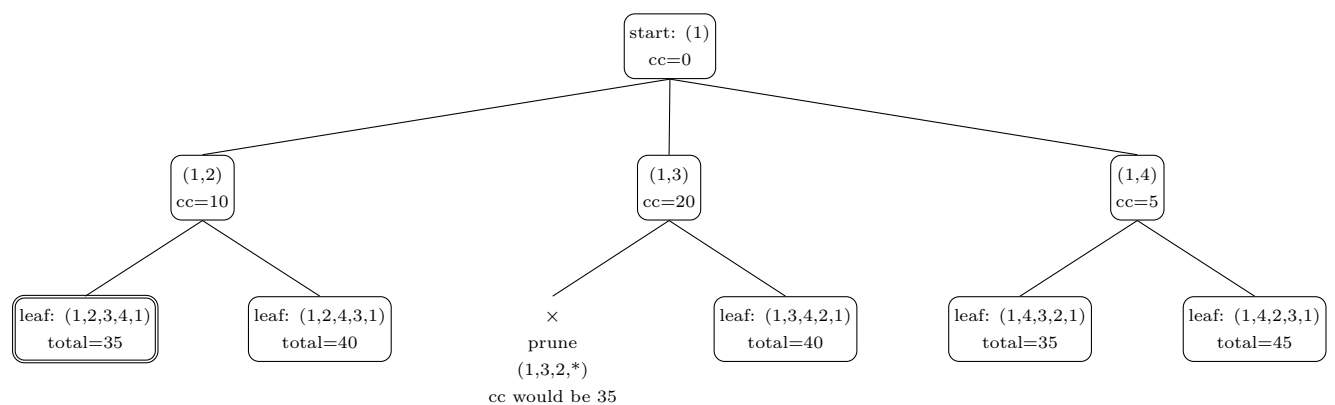 start: (1)
cc=0
(1,2)
cc=10
(1,3)
cc=20
(1,4)
cc=5
leaf: (1,2,3,4,1)
total=35
leaf: (1,2,4,3,1)
total=40
×
prune
(1,3,2,*)
cc would be 35
leaf: (1,3,4,2,1)
total=40
leaf: (1,4,3,2,1)
total=35
leaf: (1,4,2,3,1)
total=45